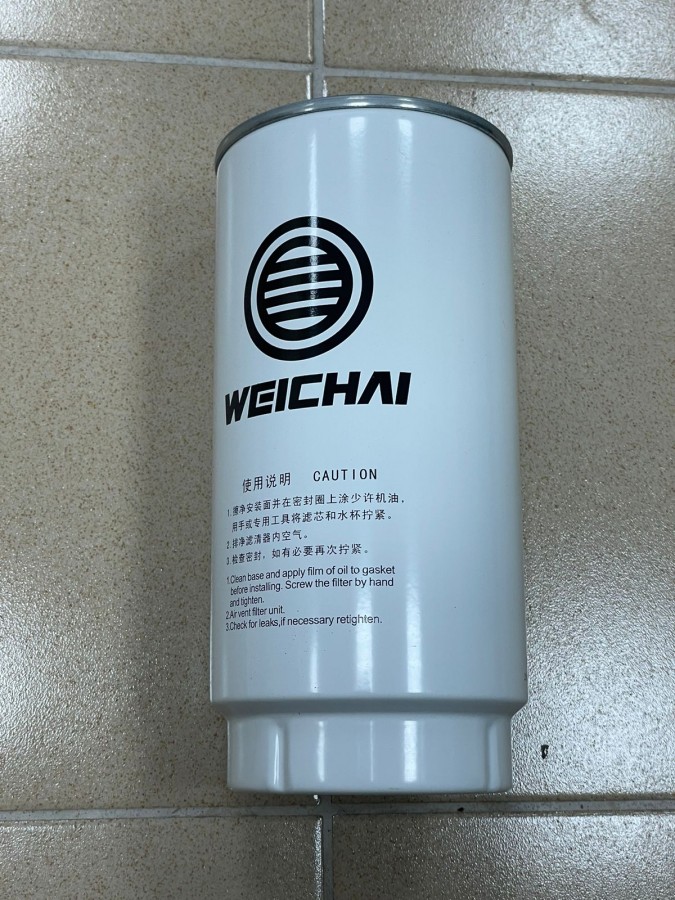 WEICHAI
使用说明 CAUTION
1.擦净安装面并在密封圈上涂少许机油,
用手或专用工具将滤芯和水杯拧紧。
2.排净滤清器内空气。
3.检查密封，如有必要再次拧紧。
1.Clean base and apply film of oil to gasket
before installing. Screw the filter by hand
and tighten.
2.Air vent filter unit.
3.Check for leaks,if necessary retighten.